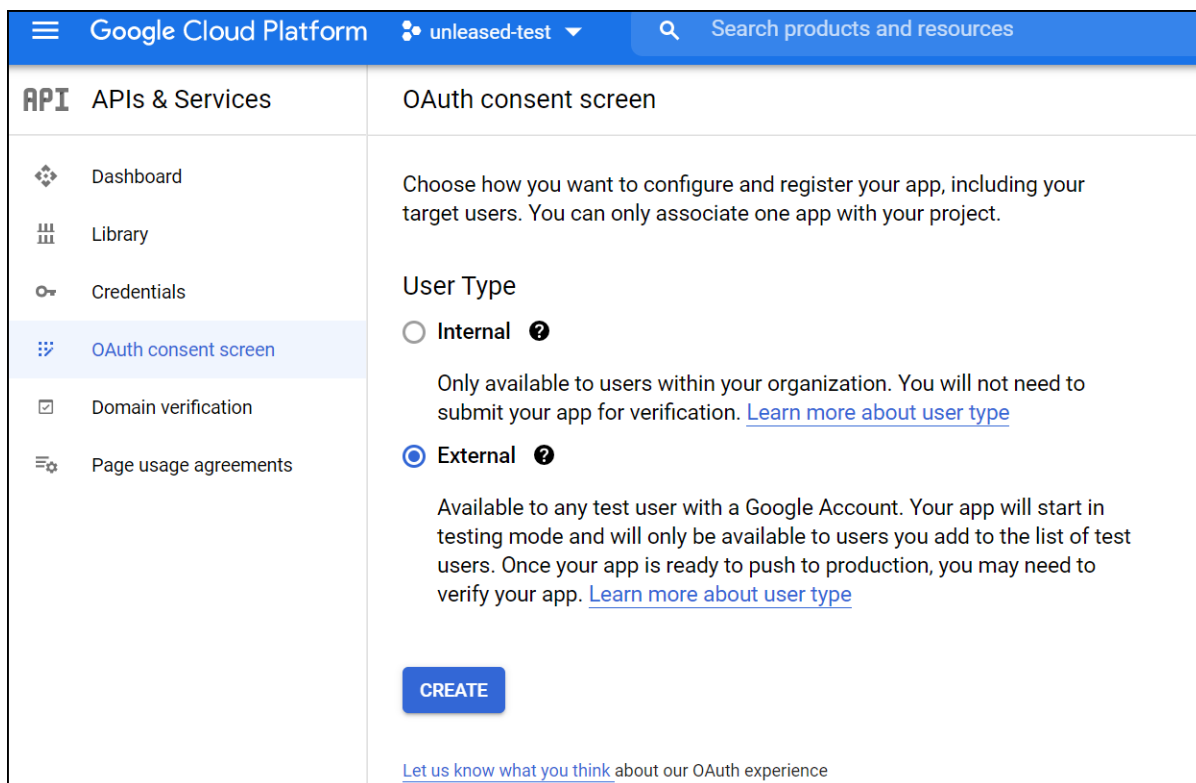 Google Cloud Platform
unleased-test
Search products and resources
API APIs & Services
OAuth consent screen
Dashboard
Library
Credentials
OAuth consent screen
Domain verification
Page usage agreements
Choose how you want to configure and register your app, including your
target users. You can only associate one app with your project.
User Type
Internal
Only available to users within your organization. You will not need to
submit your app for verification. Learn more about user type
External
Available to any test user with a Google Account. Your app will start in
testing mode and will only be available to users you add to the list of test
users. Once your app is ready to push to production, you may need to
verify your app. Learn more about user type
CREATE
Let us know what you think about our OAuth experience